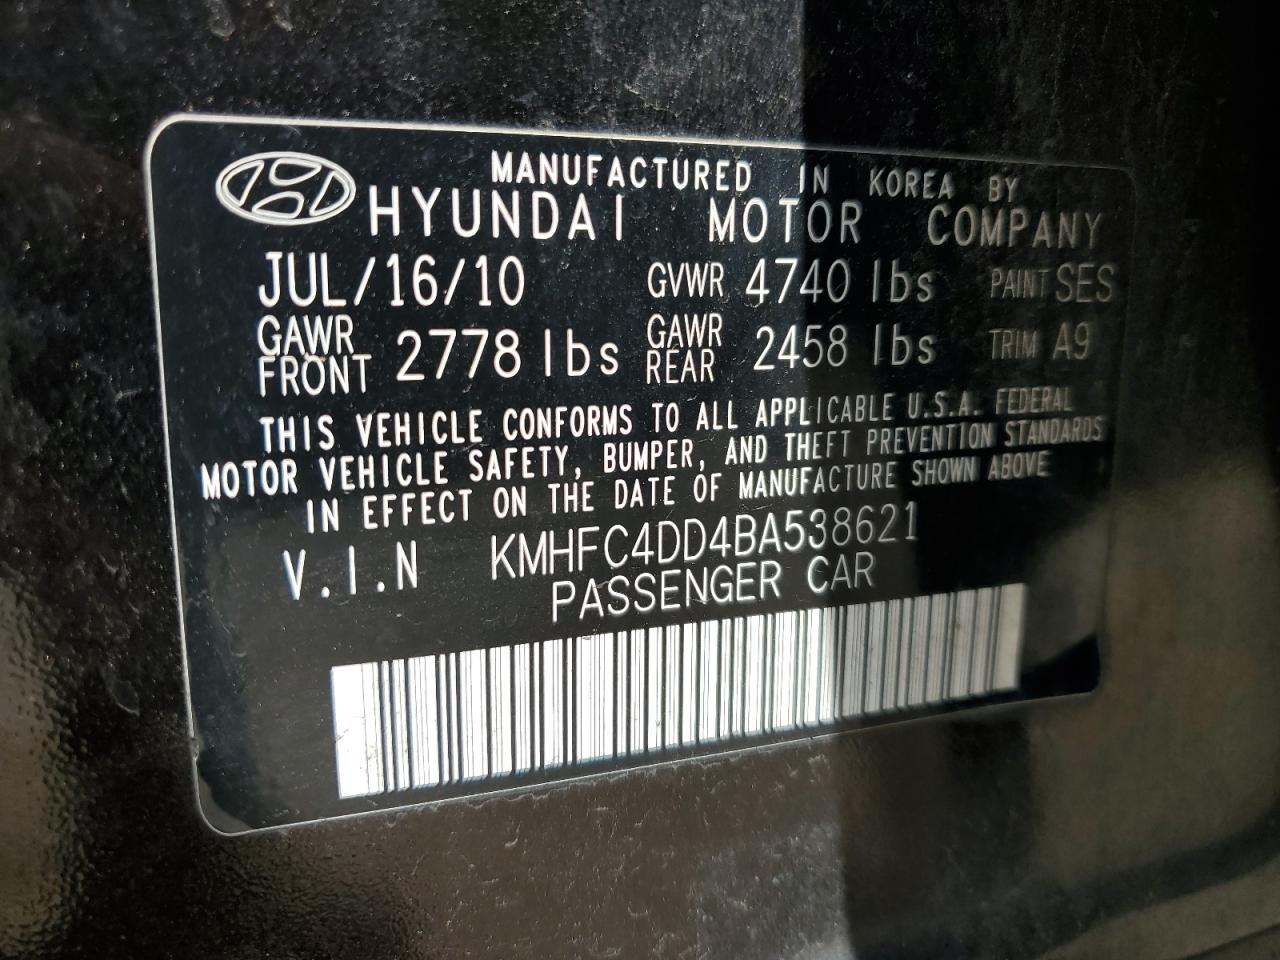 MANUFACTURED IN KOREA BY
HYUNDAI MOTOR COMPANY
JUL/16/10 GVWR 4740 lbs PAINT SES
GAWR FRONT 2778 lbs GAWR REAR 2458 lbs TRIM A9
THIS VEHICLE CONFORMS TO ALL APPLICABLE U.S.A. FEDERAL
MOTOR VEHICLE SAFETY, BUMPER, AND THEFT PREVENTION STANDARDS
IN EFFECT ON THE DATE OF MANUFACTURE SHOWN ABOVE
V.I.N KMHFC4DD4BA538621
PASSENGER CAR